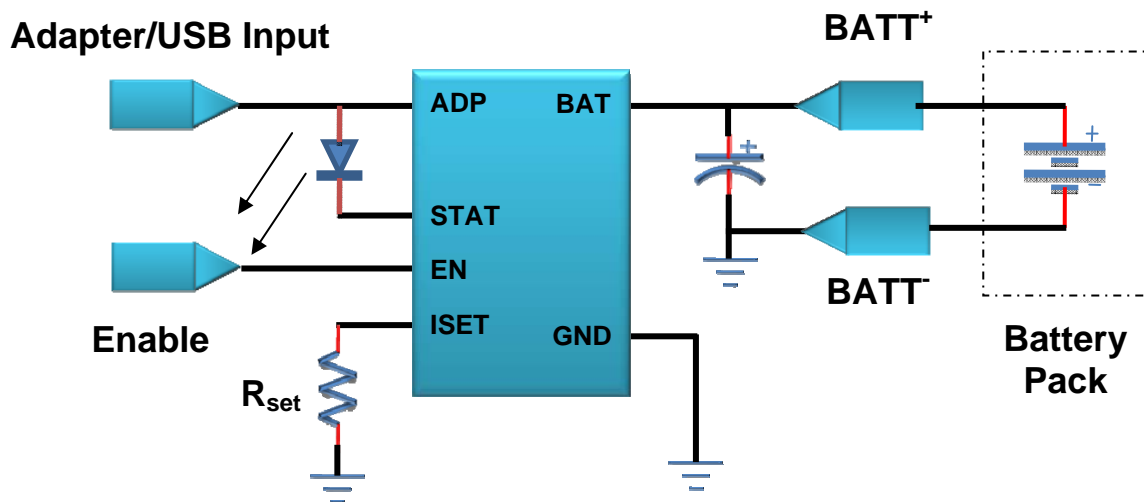 Adapter/USB Input
BATT+
ADP
BAT
STAT
EN
ISET
GND
Enable
Rset
BATT-
Battery
Pack
+
+
-